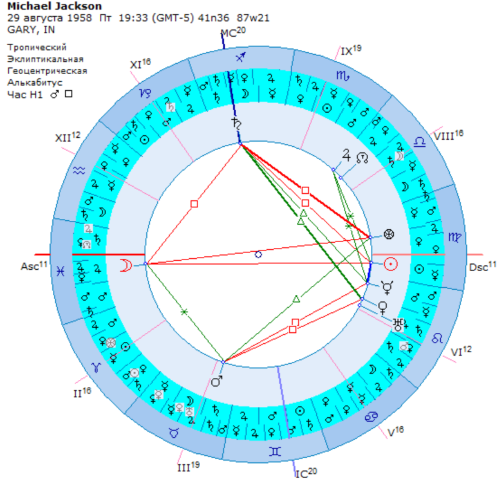 Michael Jackson
29 августа 1958 Пт 19:33 (GMT-5) 41n36 87w21
GARY, IN
Тропический
Эклиптикальная
Геоцентрическая
Алькабитус
Час H1 ♂ □
MC20
XI16
IX19
XII12
VIII16
Asc11
Dsc11
II16
VI12
III19
V16
IC20